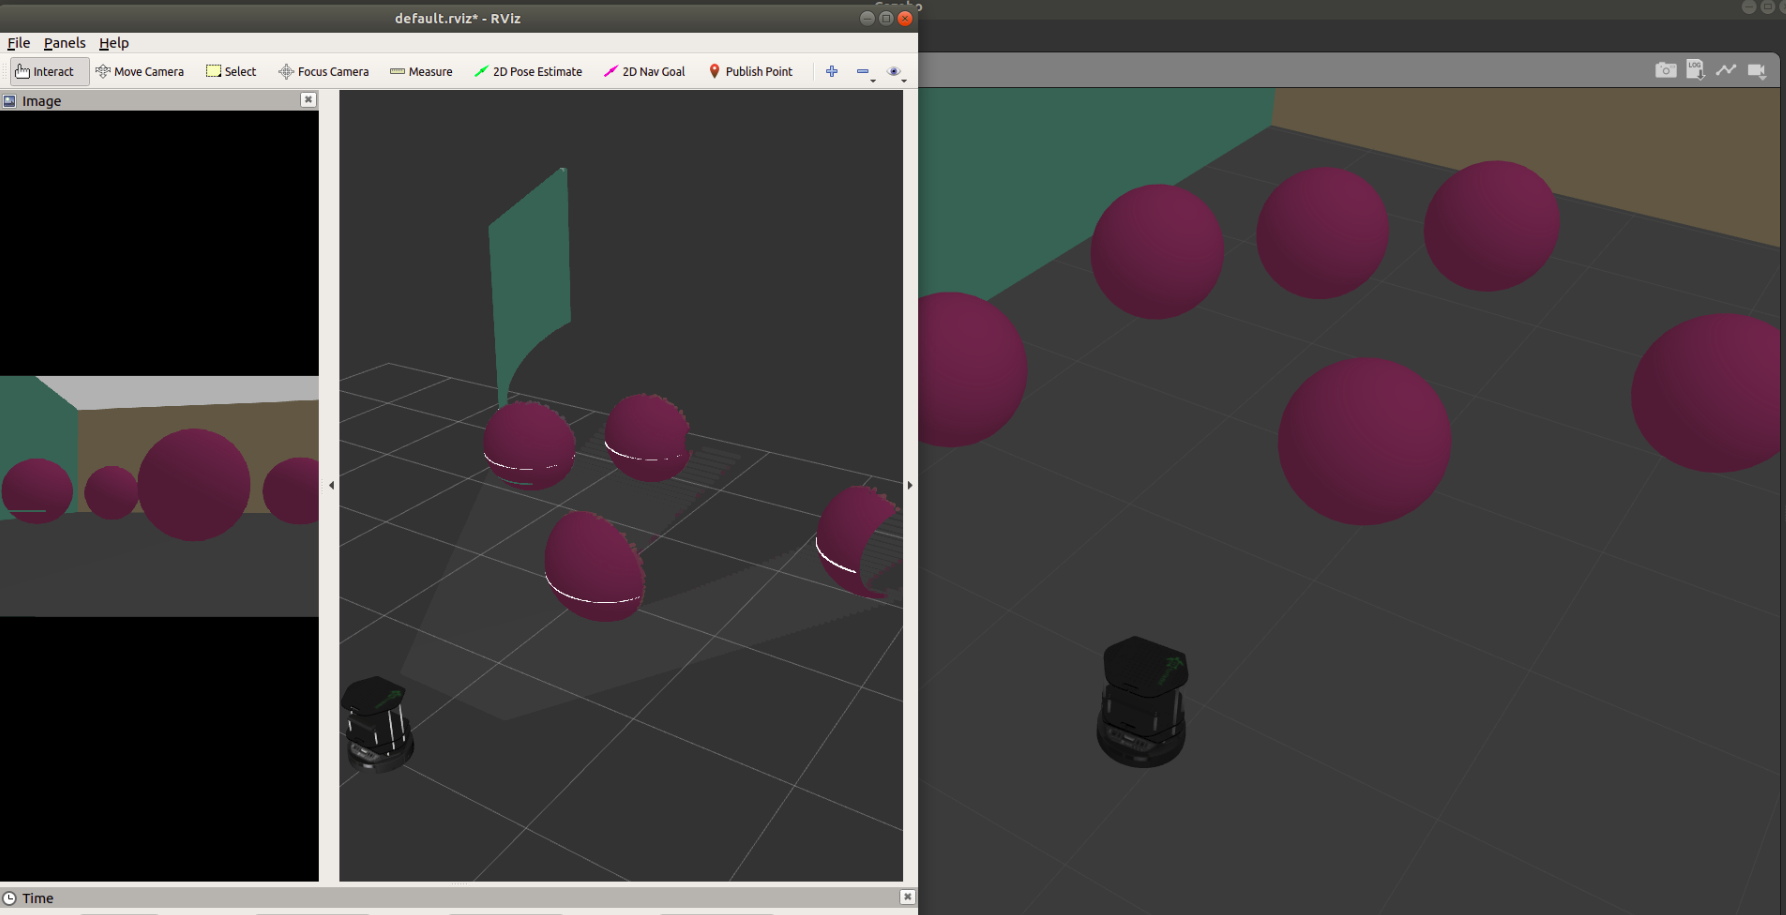 default.rviz* - RViz
File Panels Help
Interact Move Camera Select Focus Camera Measure 2D Pose Estimate 2D Nav Goal Publish Point
LOG
Image
Time